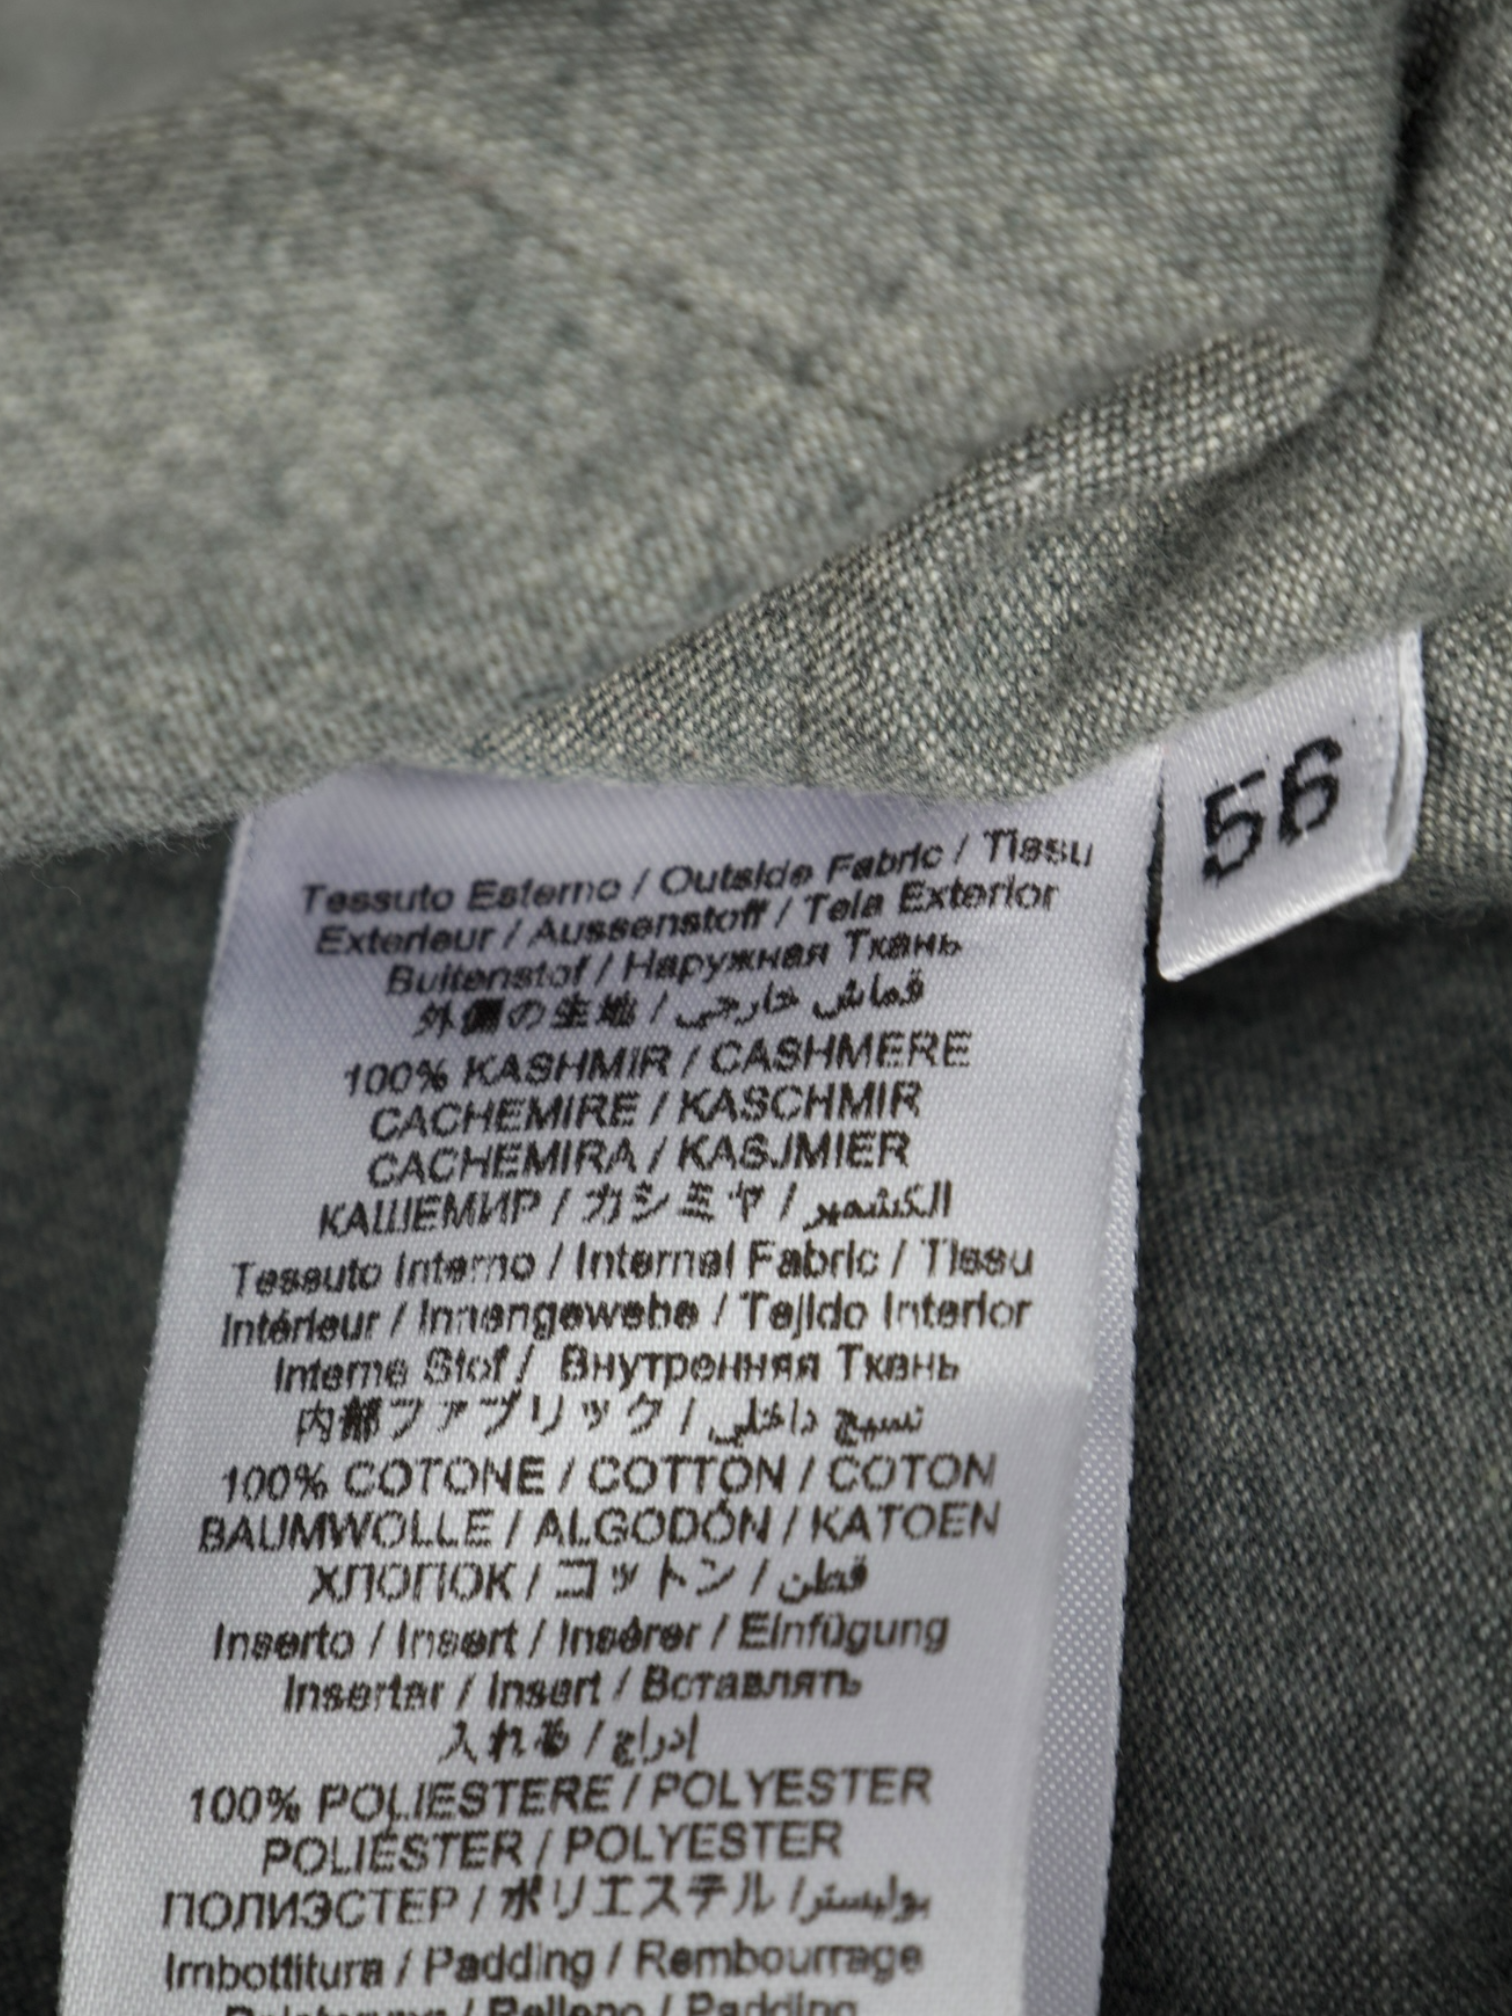 56
Tessuto Esterno / Outside Fabric / Tissu
Exterieur / Aussenstoff / Tela Exterior
Buitenstof / Наружная Ткань
外側の生地 / قماش خارجي
100% KASHMIR / CASHMERE
CACHEMIRE / KASCHMIR
CACHEMIRA / KASJMIER
КАШЕМИР / カシミヤ / الكشمير
Tessuto Interno / Internal Fabric / Tissu
Intérieur / Innengewebe / Tejido Interior
Interne Stof / Внутренняя Ткань
内部ファブリック / نسيج داخلي
100% COTONE / COTTON / COTON
BAUMWOLLE / ALGODÓN / KATOEN
ХЛОПОК / コットン / قطن
Inserto / Insert / Insérer / Einfügung
Insertar / Insert / Вставлять
入れる / إدراج
100% POLIESTERE / POLYESTER
POLIÉSTER / POLYESTER
ПОЛИЭСТЕР / ポリエステル / بوليستر
Imbottitura / Padding / Rembourrage
Polsterung / Relleno / Padding